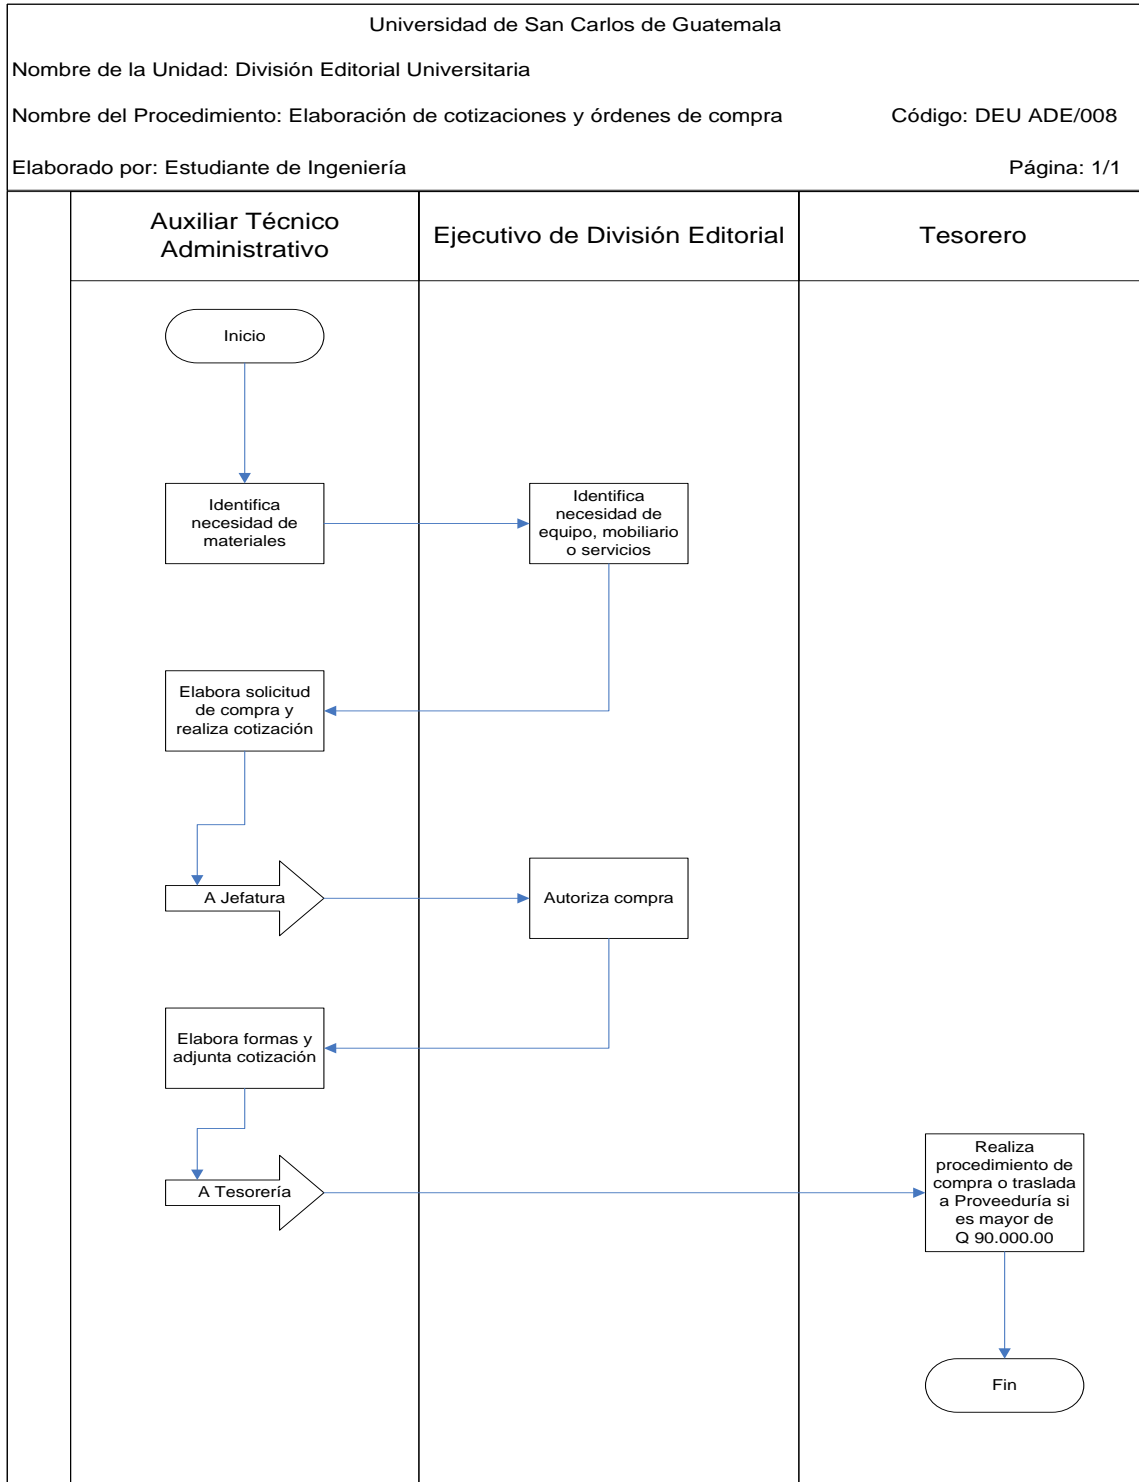 Universidad de San Carlos de Guatemala
Nombre de la Unidad: División Editorial Universitaria
Nombre del Procedimiento: Elaboración de cotizaciones y órdenes de compra Código: DEU ADE/008
Elaborado por: Estudiante de Ingeniería Página: 1/1
Auxiliar Técnico
Administrativo
Ejecutivo de División Editorial
Tesorero
Inicio
Identifica
necesidad de
materiales
Identifica
necesidad de
equipo, mobiliario
o servicios
Elabora solicitud
de compra y
realiza cotización
A Jefatura
Autoriza compra
Elabora formas y
adjunta cotización
A Tesorería
Realiza
procedimiento de
compra o traslada
a Proveeduría si
es mayor de
Q 90.000.00
Fin